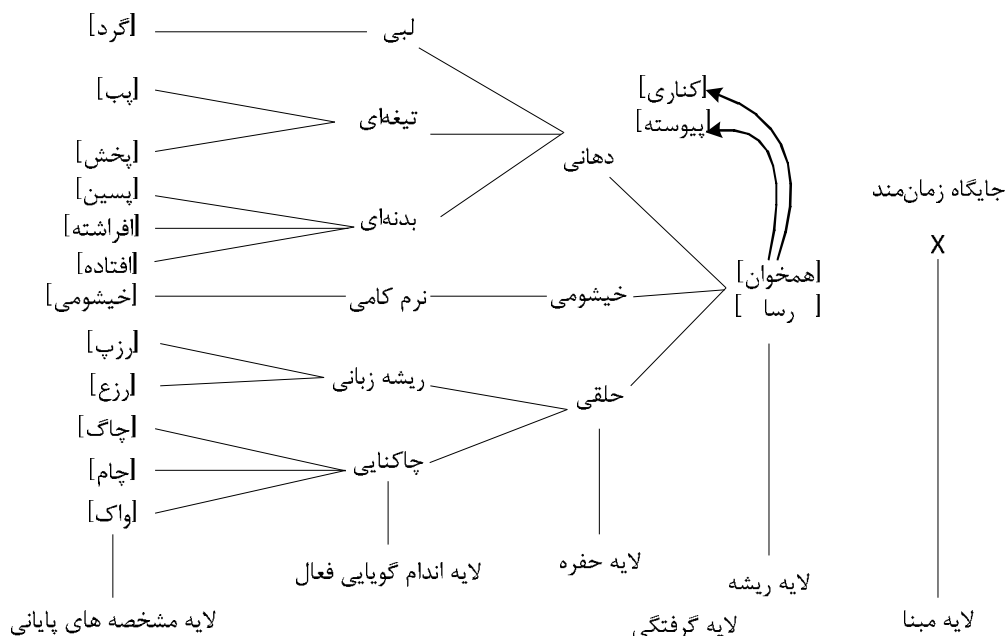 [گرد]
لبی
[کناری]
[پب]
تیغه‌ای
[پیوسته]
[پخش]
دهانی
[پسین]
جایگاه زمان‌مند
بدنه‌ای
[افراشته]
X
[افتاده]
[همخوان]
[خیشومی]
نرم کامی
خیشومی
[رسا]
[رزپ]
ریشه زبانی
[رزع]
حلقی
[چاگ]
چاکنایی
[چام]
[واک]
لایه حفره
لایه اندام گویایی فعال
لایه ریشه
لایه مبنا
لایه گرفتگی
لایه مشخصه های پایانی